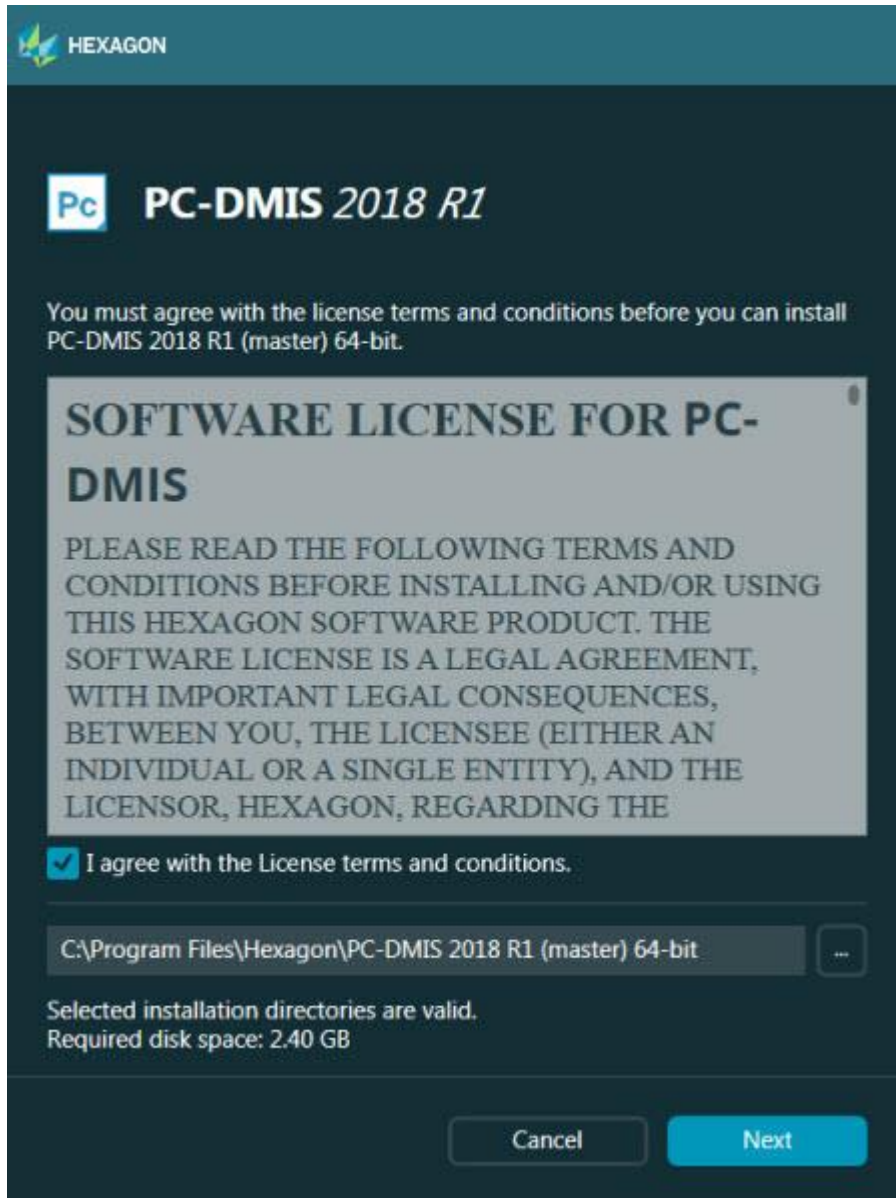 HEXAGON
Pc PC-DMIS 2018 R1
You must agree with the license terms and conditions before you can install
PC-DMIS 2018 R1 (master) 64-bit.
SOFTWARE LICENSE FOR PC-
DMIS
PLEASE READ THE FOLLOWING TERMS AND
CONDITIONS BEFORE INSTALLING AND/OR USING
THIS HEXAGON SOFTWARE PRODUCT. THE
SOFTWARE LICENSE IS A LEGAL AGREEMENT,
WITH IMPORTANT LEGAL CONSEQUENCES,
BETWEEN YOU, THE LICENSEE (EITHER AN
INDIVIDUAL OR A SINGLE ENTITY), AND THE
LICENSOR, HEXAGON, REGARDING THE
I agree with the License terms and conditions.
C:\Program Files\Hexagon\PC-DMIS 2018 R1 (master) 64-bit ...
Selected installation directories are valid.
Required disk space: 2.40 GB
Cancel Next